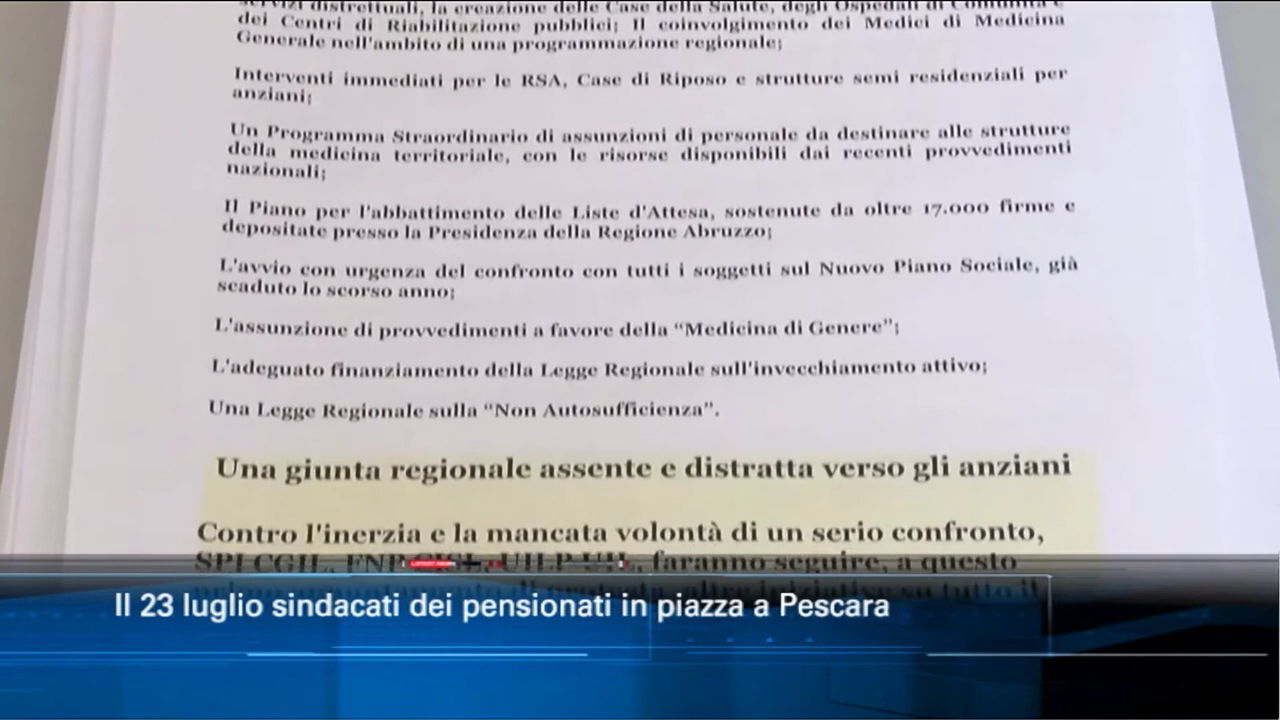 servizi distrettuali, la creazione delle Case della Salute, degli Ospedali di Comunità e
dei Centri di Riabilitazione pubblici; Il coinvolgimento dei Medici di Medicina
Generale nell'ambito di una programmazione regionale;
Interventi immediati per le RSA, Case di Riposo e strutture semi residenziali per
anziani;
Un Programma Straordinario di assunzioni di personale da destinare alle strutture
della medicina territoriale, con le risorse disponibili dai recenti provvedimenti
nazionali;
Il Piano per l'abbattimento delle Liste d'Attesa, sostenute da oltre 17.000 firme e
depositate presso la Presidenza della Regione Abruzzo;
L'avvio con urgenza del confronto con tutti i soggetti sul Nuovo Piano Sociale, già
scaduto lo scorso anno;
L'assunzione di provvedimenti a favore della “Medicina di Genere”;
L'adeguato finanziamento della Legge Regionale sull'invecchiamento attivo;
Una Legge Regionale sulla “Non Autosufficienza”.
Una giunta regionale assente e distratta verso gli anziani
Contro l'inerzia e la mancata volontà di un serio confronto,
SPI CGIL, FNP CISL, UILP UIL, faranno seguire, a questo
LATEST NEWS
Il 23 luglio sindacati dei pensionati in piazza a Pescara